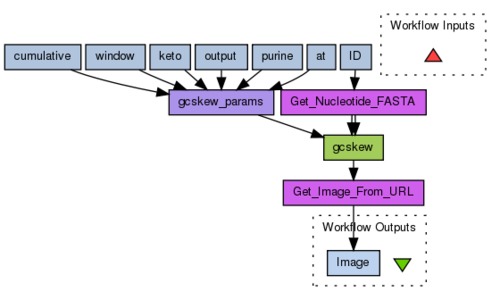 Workflow Inputs
cumulative window keto output purine at ID
gcskew_params Get_Nucleotide_FASTA
gcskew
Get_Image_From_URL
Workflow Outputs
Image